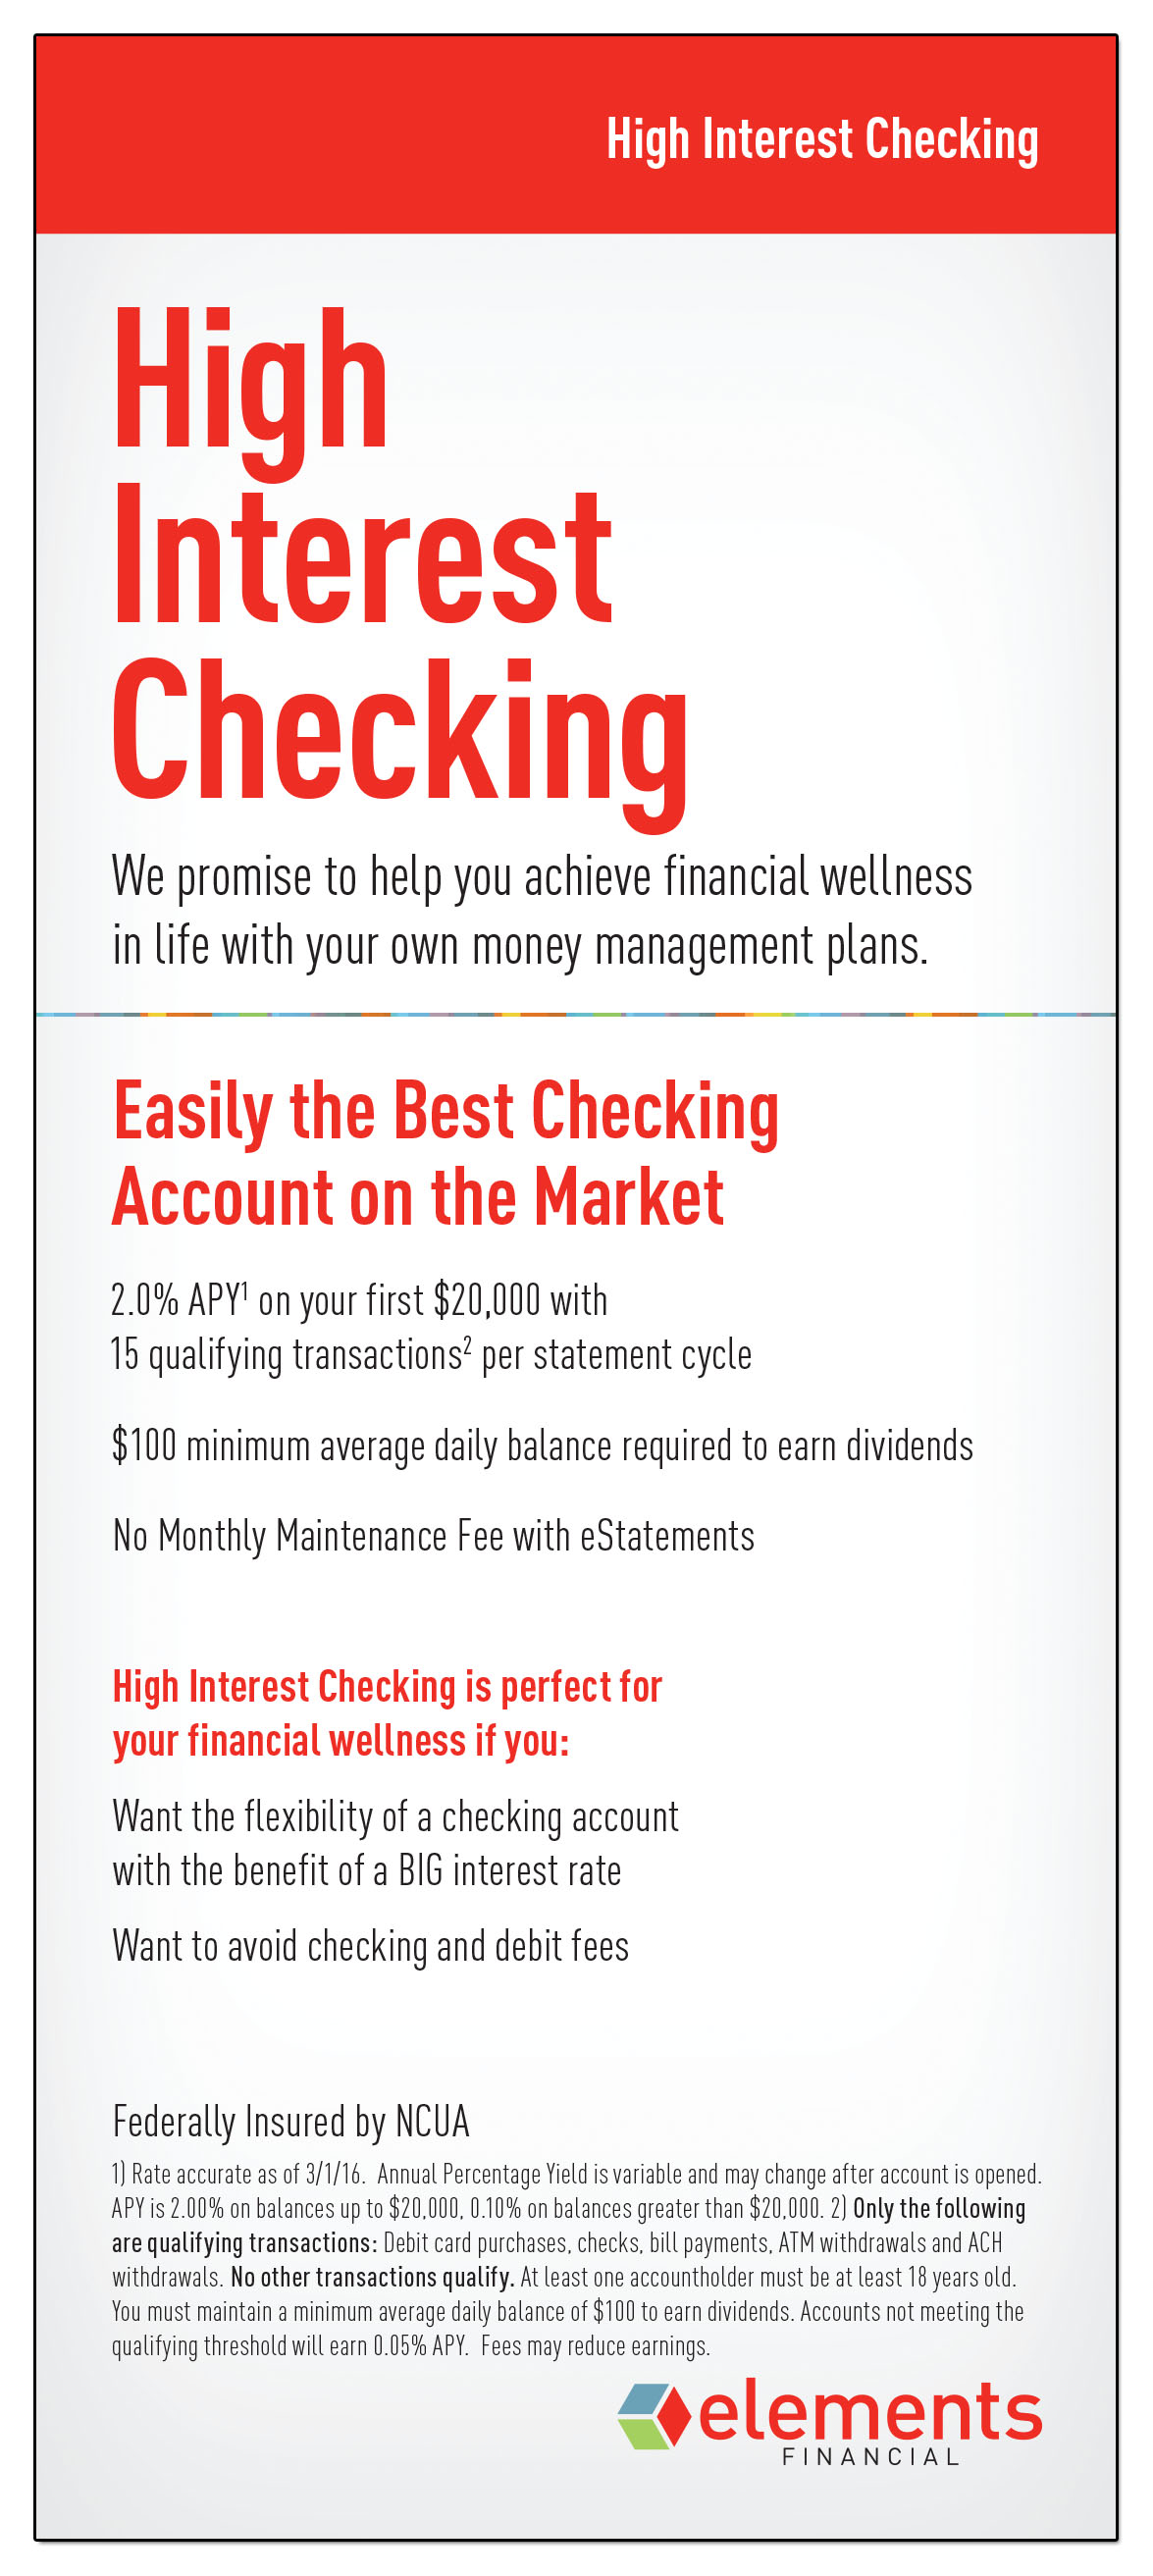 High Interest Checking
High
Interest
Checking
We promise to help you achieve financial wellness
in life with your own money management plans.
Easily the Best Checking
Account on the Market
2.0% APY¹ on your first $20,000 with
15 qualifying transactions² per statement cycle
$100 minimum average daily balance required to earn dividends
No Monthly Maintenance Fee with eStatements
High Interest Checking is perfect for
your financial wellness if you:
Want the flexibility of a checking account
with the benefit of a BIG interest rate
Want to avoid checking and debit fees
Federally Insured by NCUA
1) Rate accurate as of 3/1/16.  Annual Percentage Yield is variable and may change after account is opened.
APY is 2.00% on balances up to $20,000, 0.10% on balances greater than $20,000. 2) Only the following
are qualifying transactions: Debit card purchases, checks, bill payments, ATM withdrawals and ACH
withdrawals. No other transactions qualify. At least one accountholder must be at least 18 years old.
You must maintain a minimum average daily balance of $100 to earn dividends. Accounts not meeting the
qualifying threshold will earn 0.05% APY.  Fees may reduce earnings.
elements
FINANCIAL